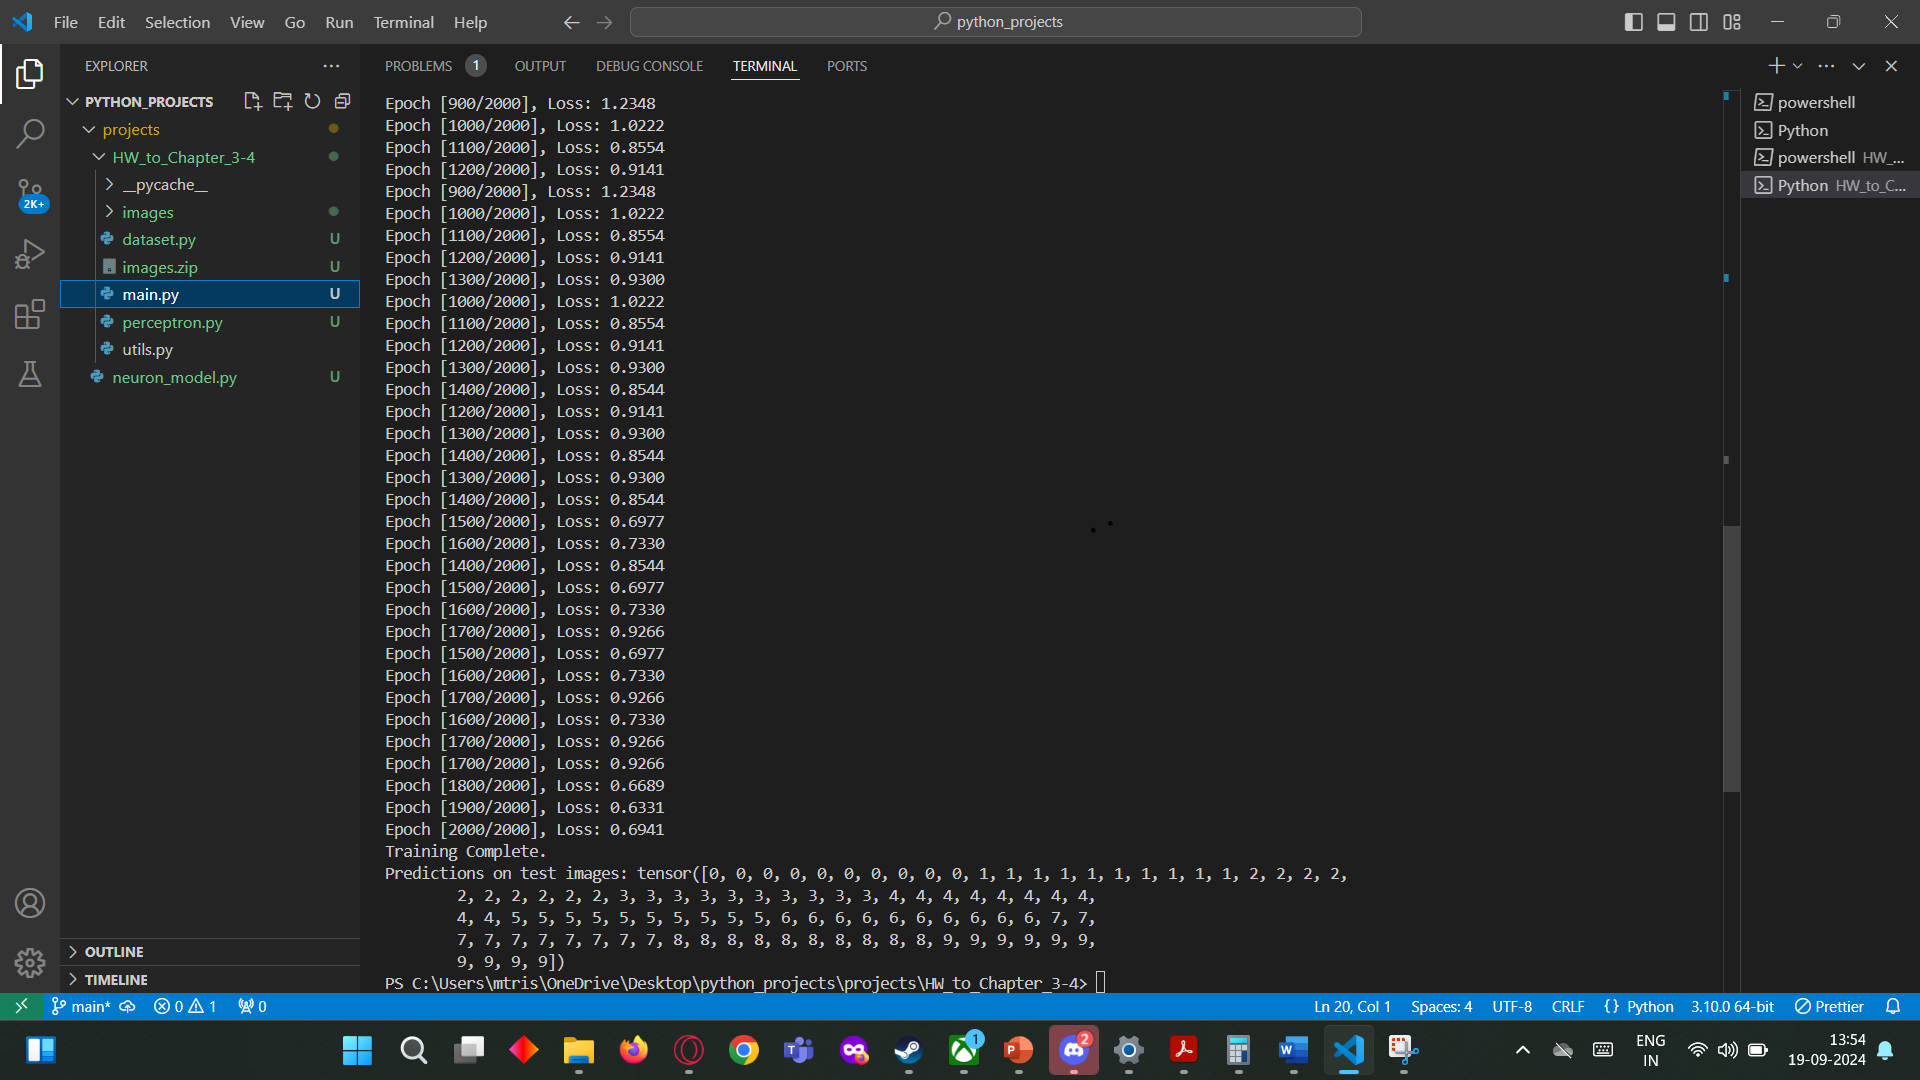 File Edit Selection View Go Run Terminal Help
python_projects
EXPLORER
PYTHON_PROJECTS
projects
HW_to_Chapter_3-4
__pycache__
images
dataset.py U
images.zip U
main.py U
perceptron.py U
utils.py
neuron_model.py U
2K+
OUTLINE
TIMELINE
PROBLEMS 1 OUTPUT DEBUG CONSOLE TERMINAL PORTS
Epoch [900/2000], Loss: 1.2348
Epoch [1000/2000], Loss: 1.0222
Epoch [1100/2000], Loss: 0.8554
Epoch [1200/2000], Loss: 0.9141
Epoch [900/2000], Loss: 1.2348
Epoch [1000/2000], Loss: 1.0222
Epoch [1100/2000], Loss: 0.8554
Epoch [1200/2000], Loss: 0.9141
Epoch [1300/2000], Loss: 0.9300
Epoch [1000/2000], Loss: 1.0222
Epoch [1100/2000], Loss: 0.8554
Epoch [1200/2000], Loss: 0.9141
Epoch [1300/2000], Loss: 0.9300
Epoch [1400/2000], Loss: 0.8544
Epoch [1200/2000], Loss: 0.9141
Epoch [1300/2000], Loss: 0.9300
Epoch [1400/2000], Loss: 0.8544
Epoch [1300/2000], Loss: 0.9300
Epoch [1400/2000], Loss: 0.8544
Epoch [1500/2000], Loss: 0.6977
Epoch [1600/2000], Loss: 0.7330
Epoch [1400/2000], Loss: 0.8544
Epoch [1500/2000], Loss: 0.6977
Epoch [1600/2000], Loss: 0.7330
Epoch [1700/2000], Loss: 0.9266
Epoch [1500/2000], Loss: 0.6977
Epoch [1600/2000], Loss: 0.7330
Epoch [1700/2000], Loss: 0.9266
Epoch [1600/2000], Loss: 0.7330
Epoch [1700/2000], Loss: 0.9266
Epoch [1700/2000], Loss: 0.9266
Epoch [1800/2000], Loss: 0.6689
Epoch [1900/2000], Loss: 0.6331
Epoch [2000/2000], Loss: 0.6941
Training Complete.
Predictions on test images: tensor([0, 0, 0, 0, 0, 0, 0, 0, 0, 0, 1, 1, 1, 1, 1, 1, 1, 1, 1, 1, 2, 2, 2, 2,
2, 2, 2, 2, 2, 2, 3, 3, 3, 3, 3, 3, 3, 3, 3, 3, 4, 4, 4, 4, 4, 4, 4, 4,
4, 4, 5, 5, 5, 5, 5, 5, 5, 5, 5, 5, 6, 6, 6, 6, 6, 6, 6, 6, 6, 6, 7, 7,
7, 7, 7, 7, 7, 7, 7, 7, 8, 8, 8, 8, 8, 8, 8, 8, 8, 8, 9, 9, 9, 9, 9, 9,
9, 9, 9, 9])
PS C:\Users\mtris\OneDrive\Desktop\python_projects\projects\HW_to_Chapter_3-4>
powershell
Python
powershell HW_...
Python HW_to_C...
main* 0 1 0
Ln 20, Col 1 Spaces: 4 UTF-8 CRLF {} Python 3.10.0 64-bit Prettier
1
P
2
W
ENG
IN
13:54
19-09-2024